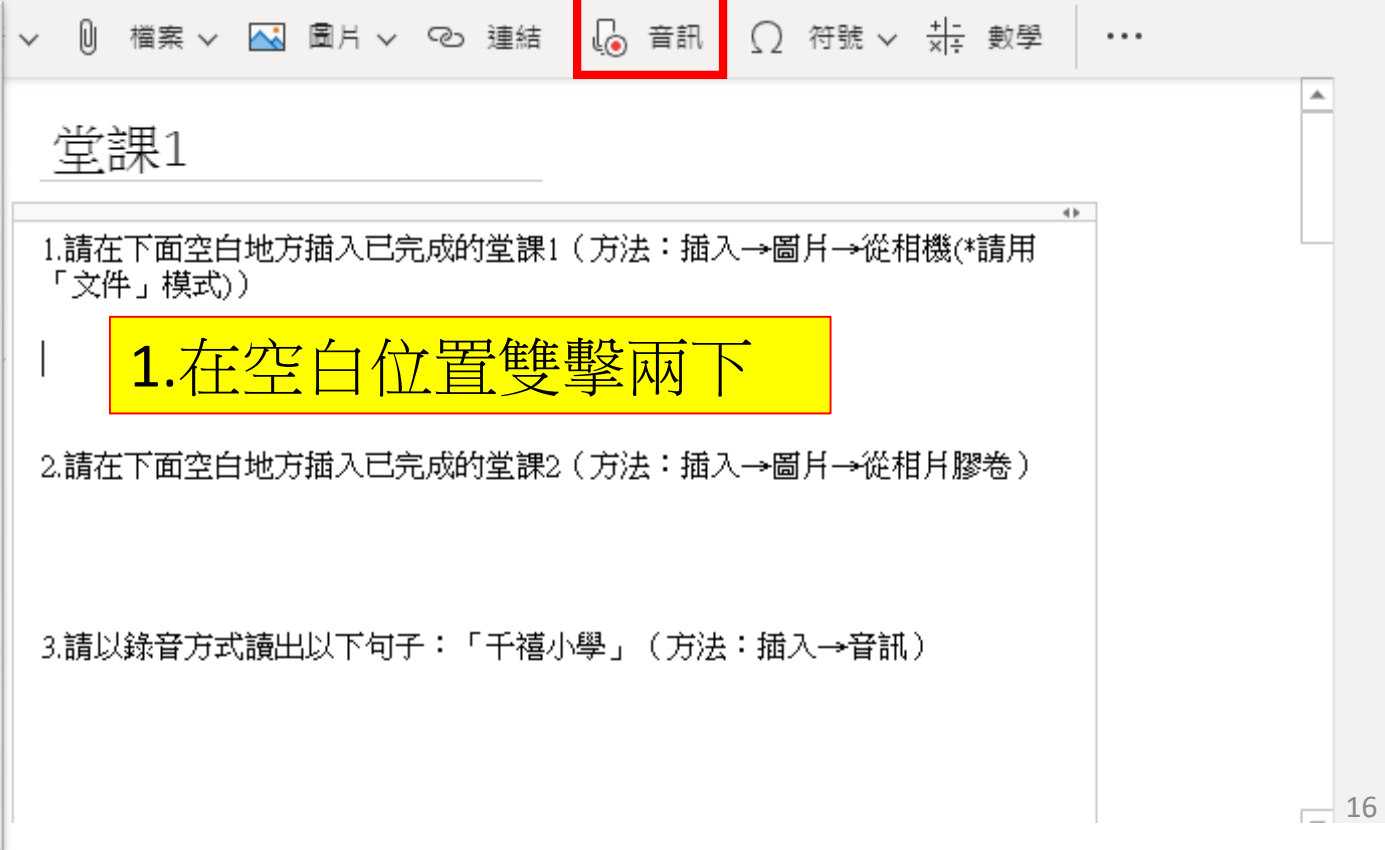 檔案 圖片 連結 音訊 符號 數學 •••
堂課1
1.請在下面空白地方插入已完成的堂課1（方法：插入→圖片→從相機(*請用
「文件」模式)）
1.在空白位置雙擊兩下
2.請在下面空白地方插入已完成的堂課2（方法：插入→圖片→從相片膠卷）
3.請以錄音方式讀出以下句子：「千禧小學」（方法：插入→音訊）
16